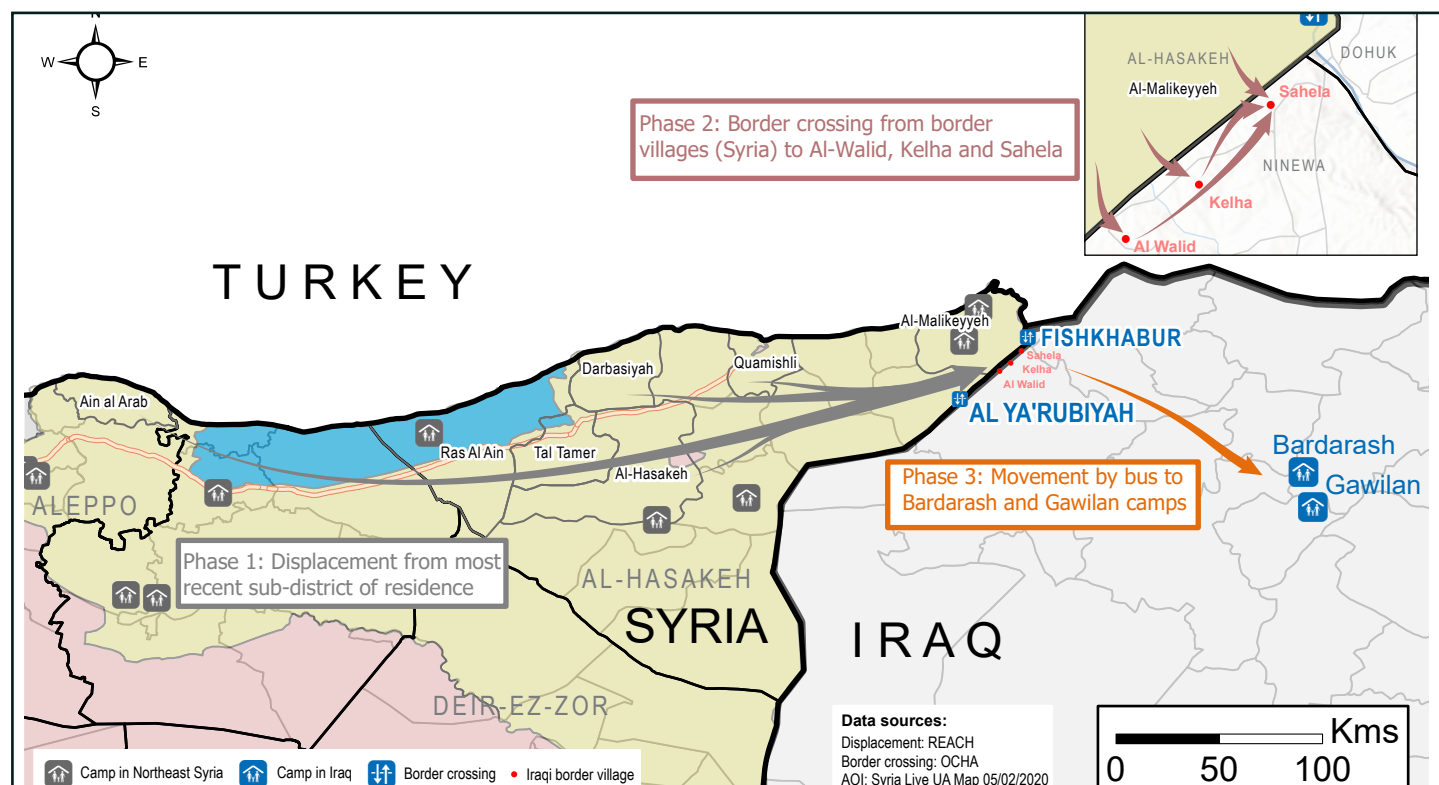 N
W
E
S
TURKEY
Phase 2: Border crossing from border
villages (Syria) to Al-Walid, Kelha and Sahela
AL-HASAKEH
DOHUK
Al-Malikeyyeh
Sahela
NINEWA
Kelha
Al Walid
Al-Malikeyyeh
FISHKHABUR
Sahela
Kelha
Al Walid
AL YA'RUBIYAH
Ain al Arab
Darbasiyah
Quamishli
Ras Al Ain
Tal Tamer
Al-Hasakeh
ALEPPO
Bardarash
Gawilan
Phase 3: Movement by bus to
Bardarash and Gawilan camps
Phase 1: Displacement from most
recent sub-district of residence
AL-HASAKEH
SYRIA
IRAQ
DEIR-EZ-ZOR
Data sources:
Displacement: REACH
Border crossing: OCHA
AOI: Syria Live UA Map 05/02/2020
Kms
0 50 100
Camp in Northeast Syria
Camp in Iraq
Border crossing
Iraqi border village